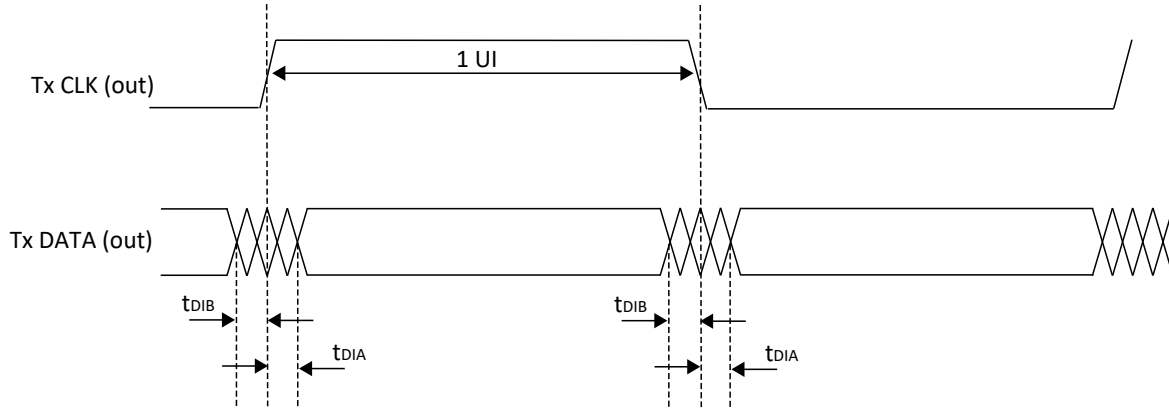 1 UI
Tx CLK (out)
Tx DATA (out)
tDIB
tDIB
tDIA
tDIA